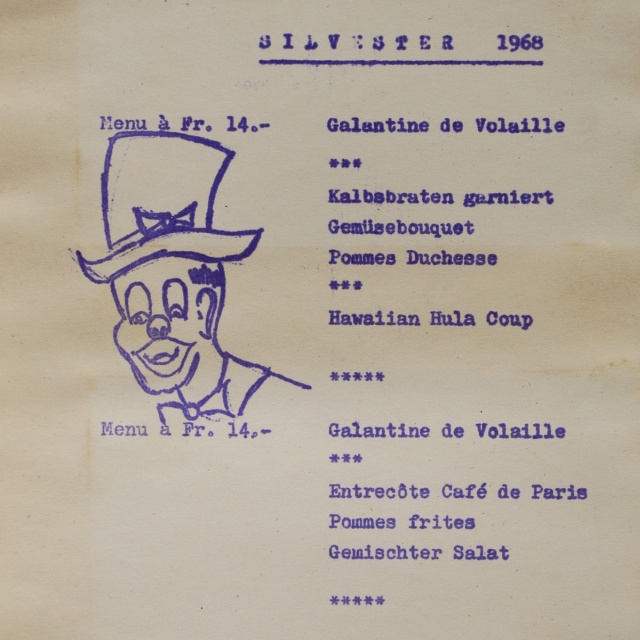 SILVESTER 1968
Menu à Fr. 14.- Galantine de Volaille
***
Kalbsbraten garniert
Gemüsebouquet
Pommes Duchesse
***
Hawaiian Hula Coup
*****
Menu à Fr. 14.- Galantine de Volaille
***
Entrecôte Café de Paris
Pommes frites
Gemischter Salat
*****